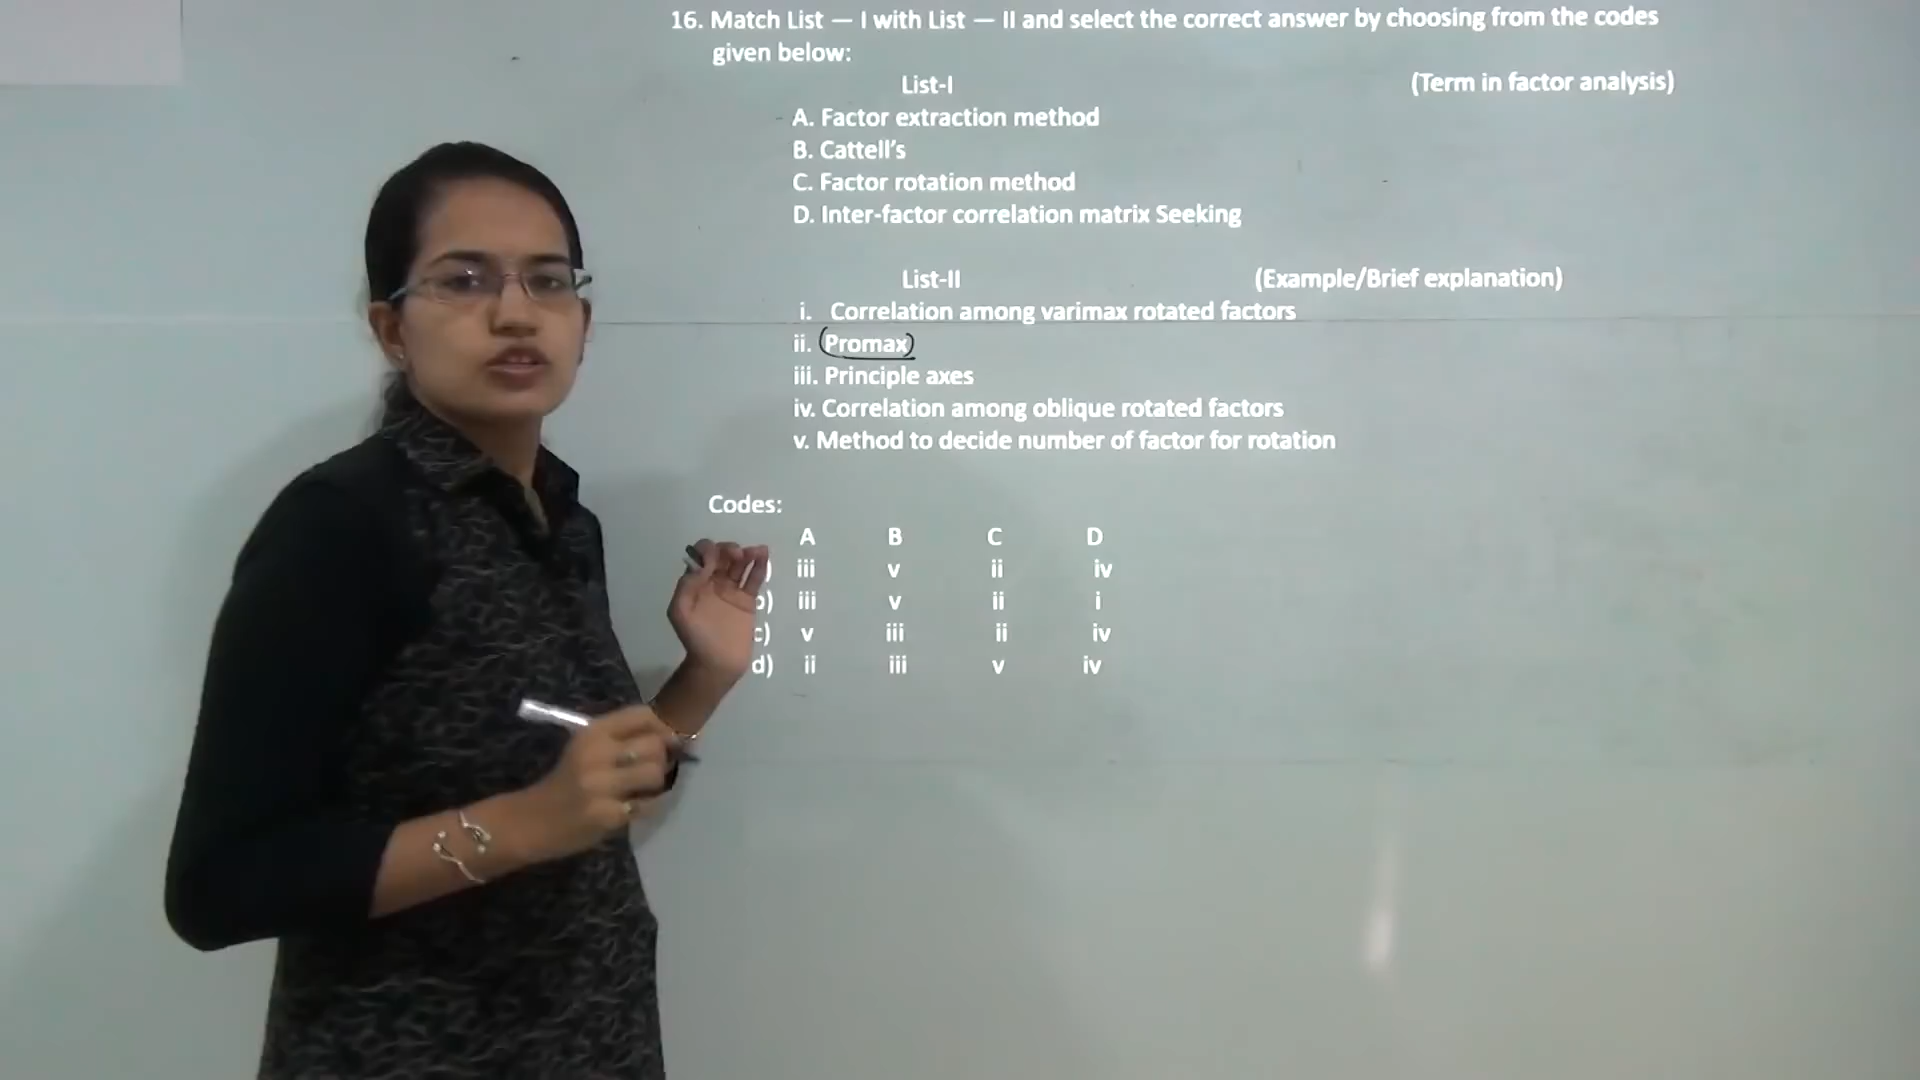 16. Match List — I with List — II and select the correct answer by choosing from the codes
given below:
List-I (Term in factor analysis)
A. Factor extraction method
B. Cattell's
C. Factor rotation method
D. Inter-factor correlation matrix Seeking
List-II (Example/Brief explanation)
i. Correlation among varimax rotated factors
ii. Promax
iii. Principle axes
iv. Correlation among oblique rotated factors
v. Method to decide number of factor for rotation
Codes:
A B C D
) iii v ii iv
b) iii v ii i
c) v iii ii iv
d) ii iii v iv